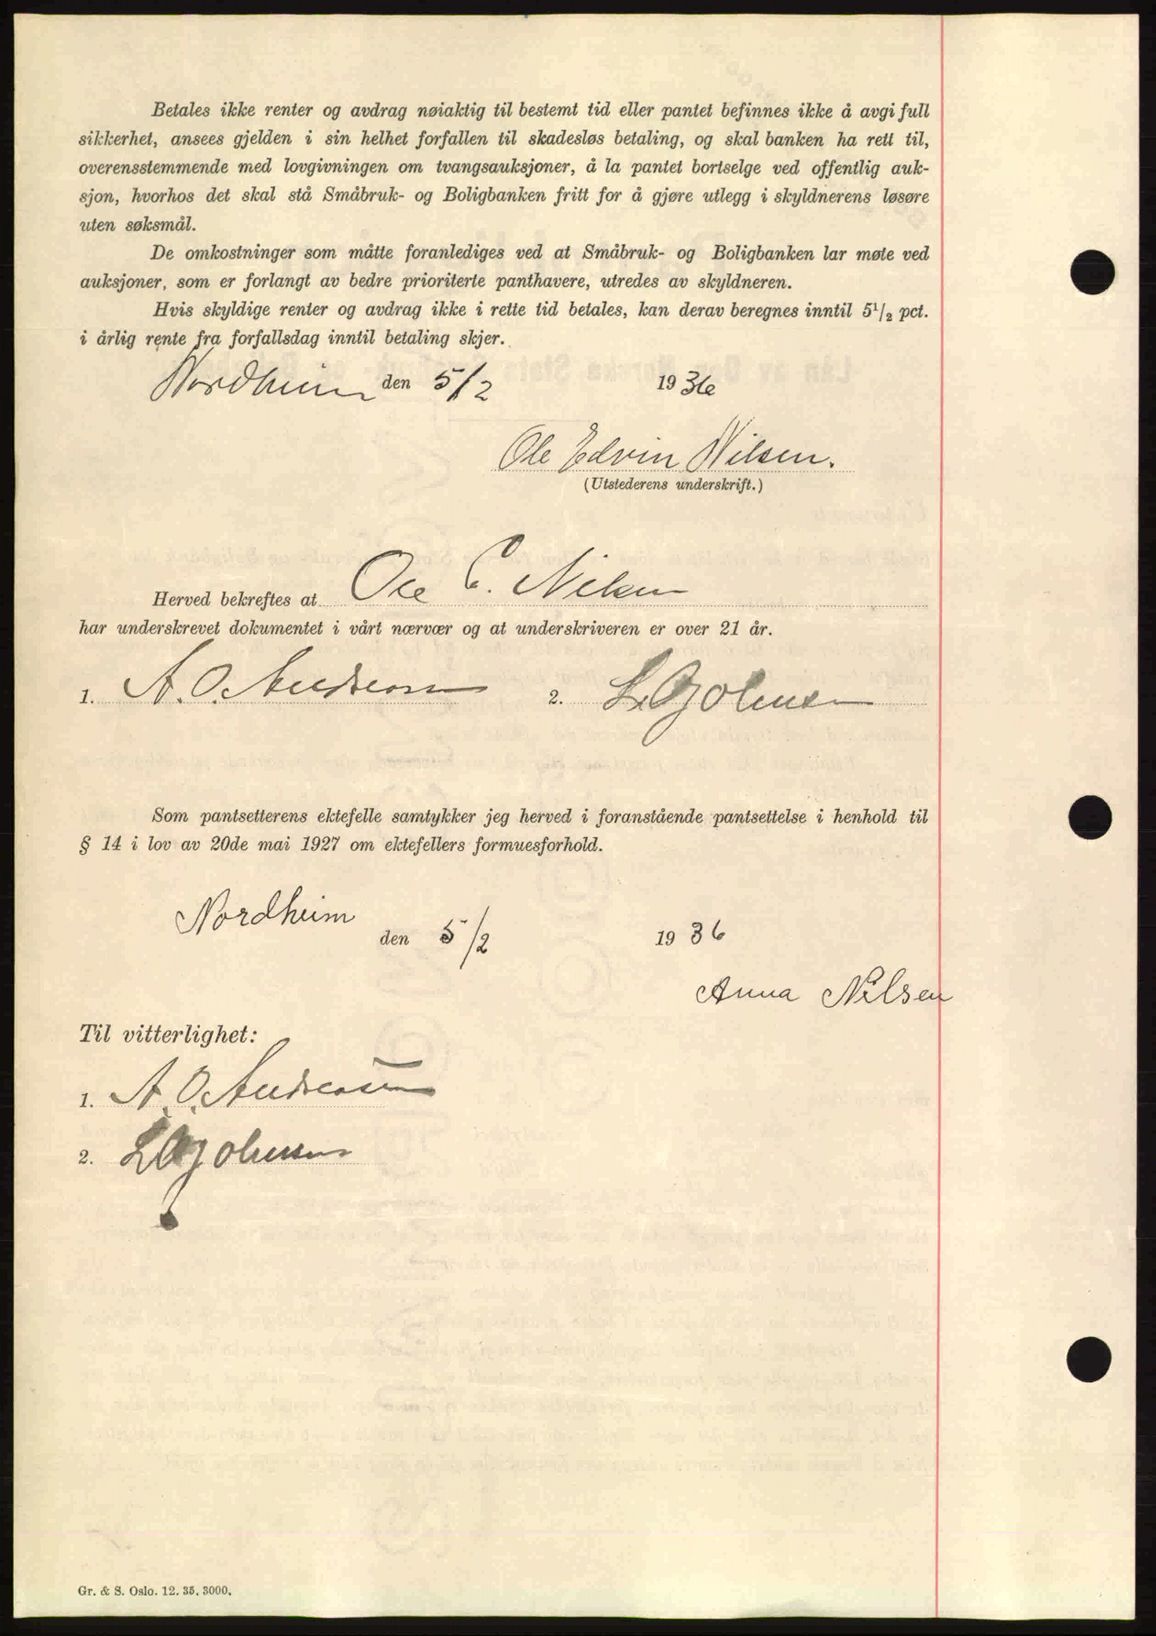 Betales ikke renter og avdrag nøiaktig til bestemt tid eller pantet befinnes ikke å avgi full
sikkerhet, ansees gjelden i sin helhet forfallen til skadesløs betaling, og skal banken ha rett til,
overensstemmende med lovgivningen om tvangsauksjoner, å la pantet bortselge ved offentlig auk-
sjon, hvorhos det skal stå Småbruk- og Boligbanken fritt for å gjøre utlegg i skyldnerens løsøre
uten søksmål.
De omkostninger som måtte foranlediges ved at Småbruk- og Boligbanken lar møte ved
auksjoner, som er forlangt av bedre prioriterte panthavere, utredes av skyldneren.
Hvis skyldige renter og avdrag ikke i rette tid betales, kan derav beregnes inntil 5½ pct.
i årlig rente fra forfallsdag inntil betaling skjer.
Nordheim den 5/2 1936
Ole Edvin Nilsen.
(Utstederens underskrift.)
Herved bekreftes at Ole E. Nilsen
har underskrevet dokumentet i vårt nærvær og at underskriveren er over 21 år.
1. A. O. Andresen 2. L. Johnsen
Som pantsetterens ektefelle samtykker jeg herved i foranstående pantsettelse i henhold til
§ 14 i lov av 20de mai 1927 om ektefellers formuesforhold.
Nordheim den 5/2 1936
Anna Nilsen
Til vitterlighet:
1. A. O. Andresen
2. L. Johnsen
Gr. & S. Oslo. 12. 35. 3000.